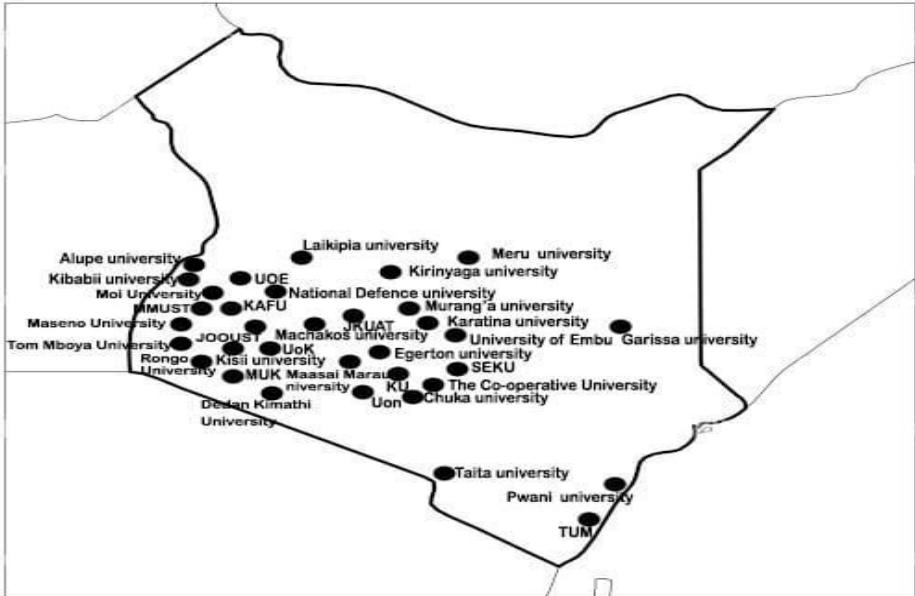 Laikipia university
Meru university
Alupe university
Kirinyaga university
Kibabii university
UOE
Moi University
National Defence university
MMUST
KAFU
Murang'a university
Maseno University
JKUAT
Karatina university
JOOUST
Machakos university
University of Embu
Garissa university
Tom Mboya University
UoK
Egerton university
Rongo
University
Kisii university
SEKU
MUK
Maasai Marau
niversity
KU
The Co-operative University
Dedan Kimathi
University
Uon
Chuka university
Taita university
Pwani university
TUM